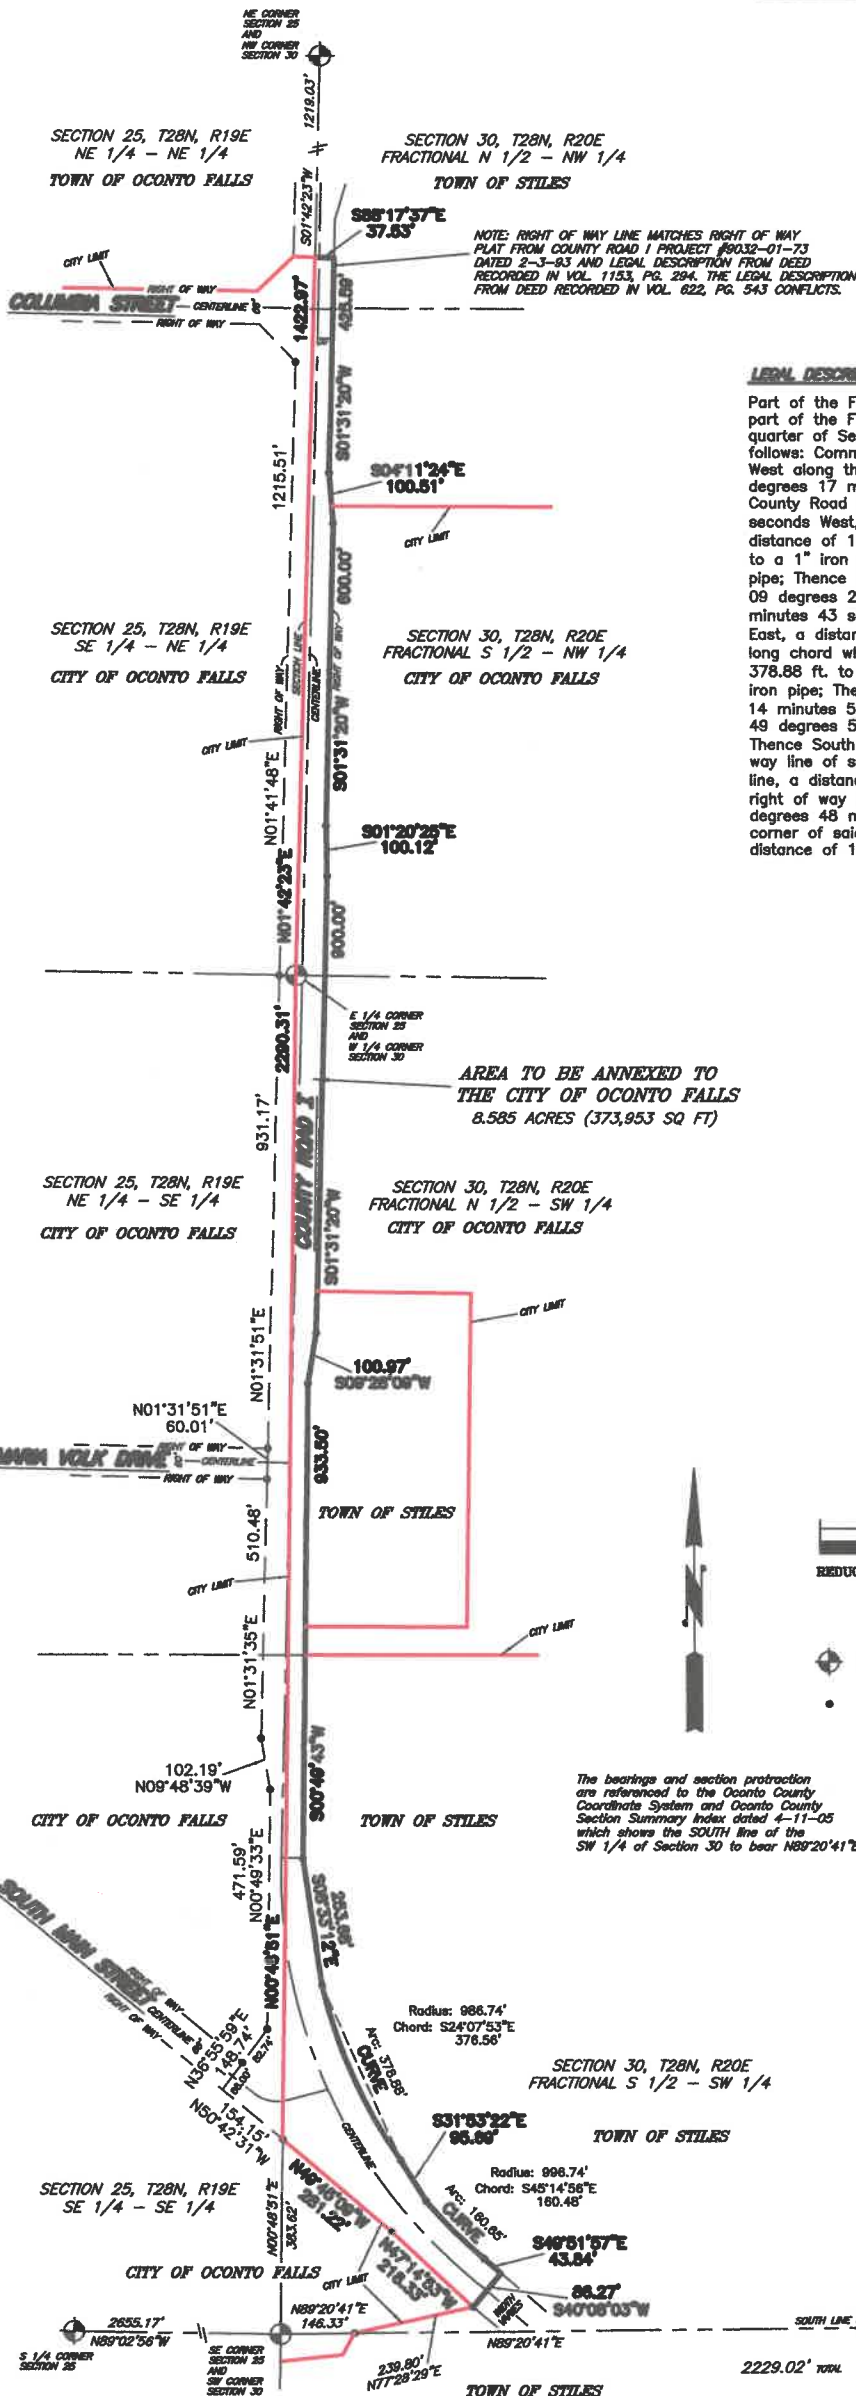 NE CORNER
SECTION 25
AND
NW CORNER
SECTION 30
1219.03'
S01°42'23"W
SECTION 25, T28N, R19E
NE 1/4 - NE 1/4
TOWN OF OCONTO FALLS
SECTION 30, T28N, R20E
FRACTIONAL N 1/2 - NW 1/4
TOWN OF STILES
S88°17'37"E
37.53'
NOTE: RIGHT OF WAY LINE MATCHES RIGHT OF WAY
PLAT FROM COUNTY ROAD I PROJECT #9032-01-73
DATED 2-3-93 AND LEGAL DESCRIPTION FROM DEED
RECORDED IN VOL. 1153, PG. 294. THE LEGAL DESCRIPTION
FROM DEED RECORDED IN VOL. 622, PG. 543 CONFLICTS.
CITY LIMIT
RIGHT OF WAY
COLUMBIA STREET
CENTERLINE
RIGHT OF WAY
1422.97'
S01°31'20"W
1215.51'
S04°11'24"E
100.51'
CITY LIMIT
LEGAL DESCRI
Part of the F
part of the F
quarter of Se
follows: Comm
West along th
degrees 17 m
County Road
seconds West,
distance of 1
to a 1" iron
pipe; Thence
09 degrees 2
minutes 43 s
East, a distan
long chord wh
378.88 ft. to
iron pipe; The
14 minutes 5
49 degrees 5
Thence South
way line of s
line, a distanc
right of way
degrees 48 m
corner of said
distance of 1
600.00'
SECTION 25, T28N, R19E
SE 1/4 - NE 1/4
CITY OF OCONTO FALLS
SECTION 30, T28N, R20E
FRACTIONAL S 1/2 - NW 1/4
CITY OF OCONTO FALLS
RIGHT OF WAY
SECTION LINE
CENTERLINE
RIGHT OF WAY
CITY LIMIT
S01°31'20"W
N01°41'48"E
N01°42'23"E
S01°20'25"E
100.12'
900.00'
E 1/4 CORNER
SECTION 25
AND
W 1/4 CORNER
SECTION 30
2290.31'
931.17'
AREA TO BE ANNEXED TO
THE CITY OF OCONTO FALLS
8.585 ACRES (373,953 SQ FT)
COUNTY ROAD I
SECTION 25, T28N, R19E
NE 1/4 - SE 1/4
CITY OF OCONTO FALLS
SECTION 30, T28N, R20E
FRACTIONAL N 1/2 - SW 1/4
CITY OF OCONTO FALLS
S01°31'20"W
CITY LIMIT
N01°31'51"E
100.97'
S09°26'09"W
N01°31'51"E
60.01'
RIGHT OF WAY
MARIA VOLK DRIVE
CENTERLINE
RIGHT OF WAY
933.50'
TOWN OF STILES
510.48'
CITY LIMIT
REDUC
CITY LIMIT
N01°31'35"E
N
102.19'
N09°48'39"W
S00°49'43"W
The bearings and section protraction
are referenced to the Oconto County
Coordinate System and Oconto County
Section Summary Index dated 4-11-05
which shows the SOUTH line of the
SW 1/4 of Section 30 to bear N89°20'41"E
CITY OF OCONTO FALLS
TOWN OF STILES
471.59'
N00°49'33"E
SOUTH MAIN STREET
RIGHT OF WAY
CENTERLINE
RIGHT OF WAY
N00°48'51"E
N36°55'59"E
148.74'
82.74'
66.00'
154.15'
N50°42'31"W
Radius: 986.74'
Chord: S24°07'53"E
376.56'
Arc: 378.88'
CURVE
SECTION 30, T28N, R20E
FRACTIONAL S 1/2 - SW 1/4
TOWN OF STILES
CENTERLINE
S31°53'22"E
Radius: 996.74'
Chord: S45°14'56"E
160.48'
Arc: 160.65'
CURVE
SECTION 25, T28N, R19E
SE 1/4 - SE 1/4
N00°48'51"E
383.62'
S49°51'57"E
43.84'
CITY OF OCONTO FALLS
CITY LIMIT
86.27'
S40°08'03"W
WIDTH
VARIES
N89°20'41"E
146.33'
2655.17'
N89°02'56"W
S 1/4 CORNER
SECTION 25
SE CORNER
SECTION 25
AND
SW CORNER
SECTION 30
239.80'
N77°28'29"E
N89°20'41"E
SOUTH LINE
2229.02' TOTAL
TOWN OF STILES